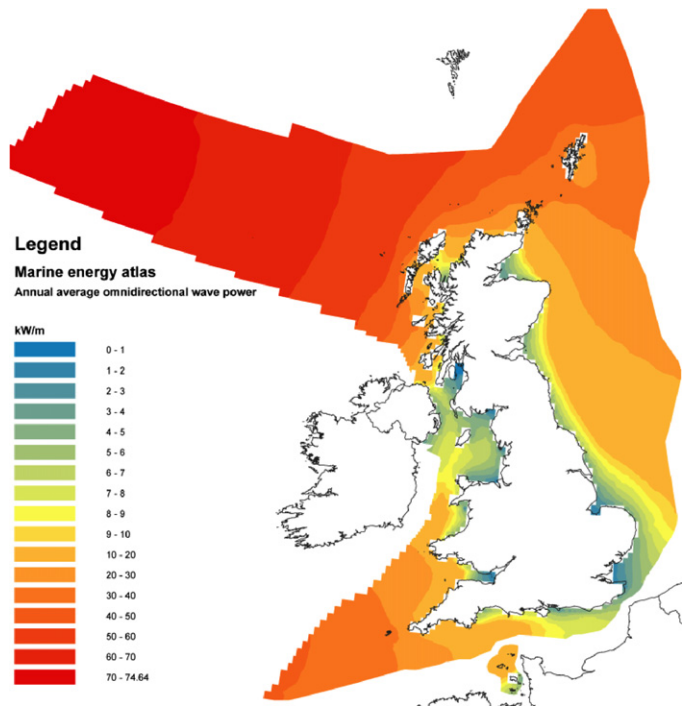 Legend
Marine energy atlas
Annual average omnidirectional wave power
kW/m
0 - 1
1 - 2
2 - 3
3 - 4
4 - 5
5 - 6
6 - 7
7 - 8
8 - 9
9 - 10
10 - 20
20 - 30
30 - 40
40 - 50
50 - 60
60 - 70
70 - 74.64